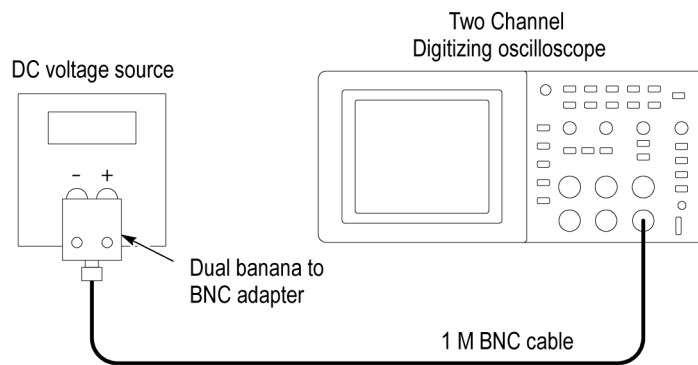 Two Channel
Digitizing oscilloscope
DC voltage source
- +
Dual banana to
BNC adapter
1 M BNC cable